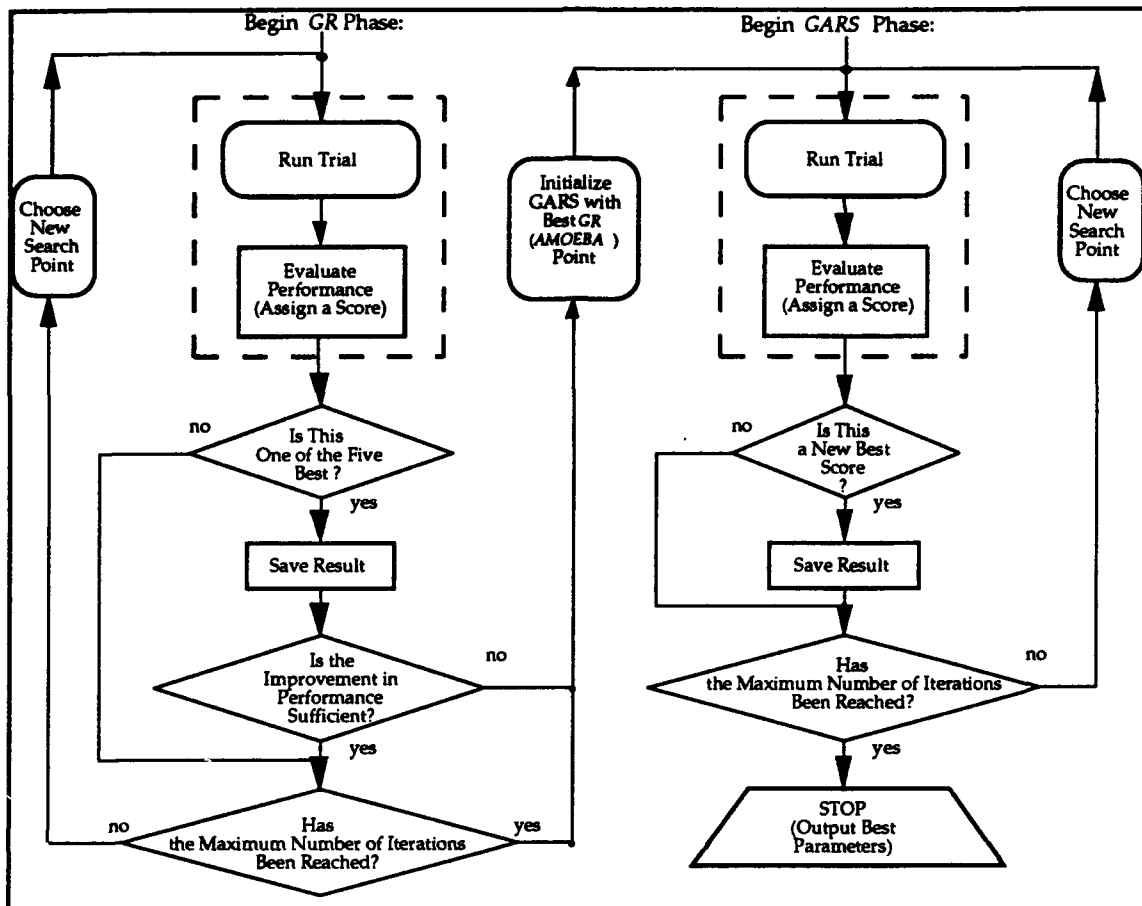 Begin GR Phase:
Run Trial
Choose
New
Search
Point
Evaluate
Performance
(Assign a Score)
no
Is This
One of the Five
Best ?
yes
Save Result
Is the
Improvement in
Performance
Sufficient?
no
yes
no
Has
the Maximum Number of Iterations
Been Reached?
yes
Initialize
GARS with
Best GR
(AMOEBA )
Point
Begin GARS Phase:
Run Trial
Choose
New
Search
Point
Evaluate
Performance
(Assign a Score)
no
Is This
a New Best
Score
?
yes
Save Result
Has
the Maximum Number of Iterations
Been Reached?
no
yes
STOP
(Output Best
Parameters)